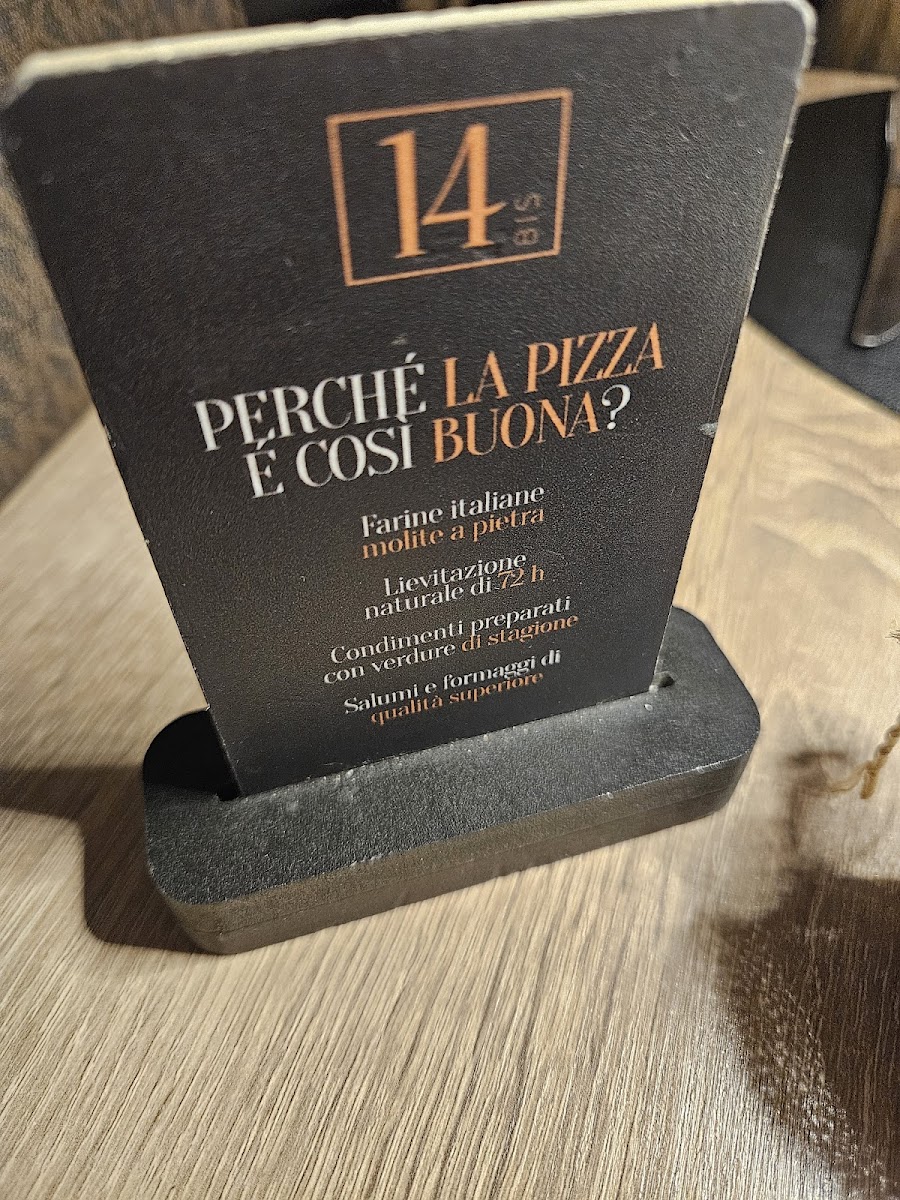 14
BIS
PERCHÉ LA PIZZA
É COSÌ BUONA?
Farine italiane
molite a pietra
Lievitazione
naturale di 72 h
Condimenti preparati
con verdure di stagione
Salumi e formaggi di
qualità superiore